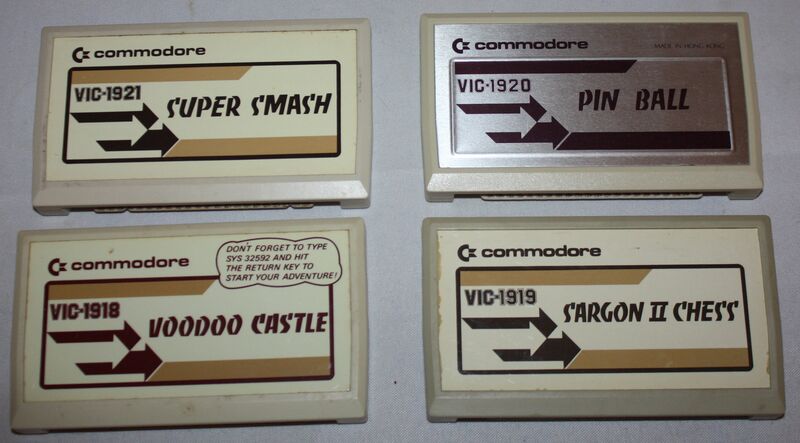 commodore
VIC-1921
SUPER SMASH
commodore
MADE IN HONG KONG
VIC-1920
PIN BALL
commodore
DON'T FORGET TO TYPE
SYS 32592 AND HIT
THE RETURN KEY TO
START YOUR ADVENTURE!
VIC-1918
VOODOO CASTLE
commodore
VIC-1919
SARGON II CHESS